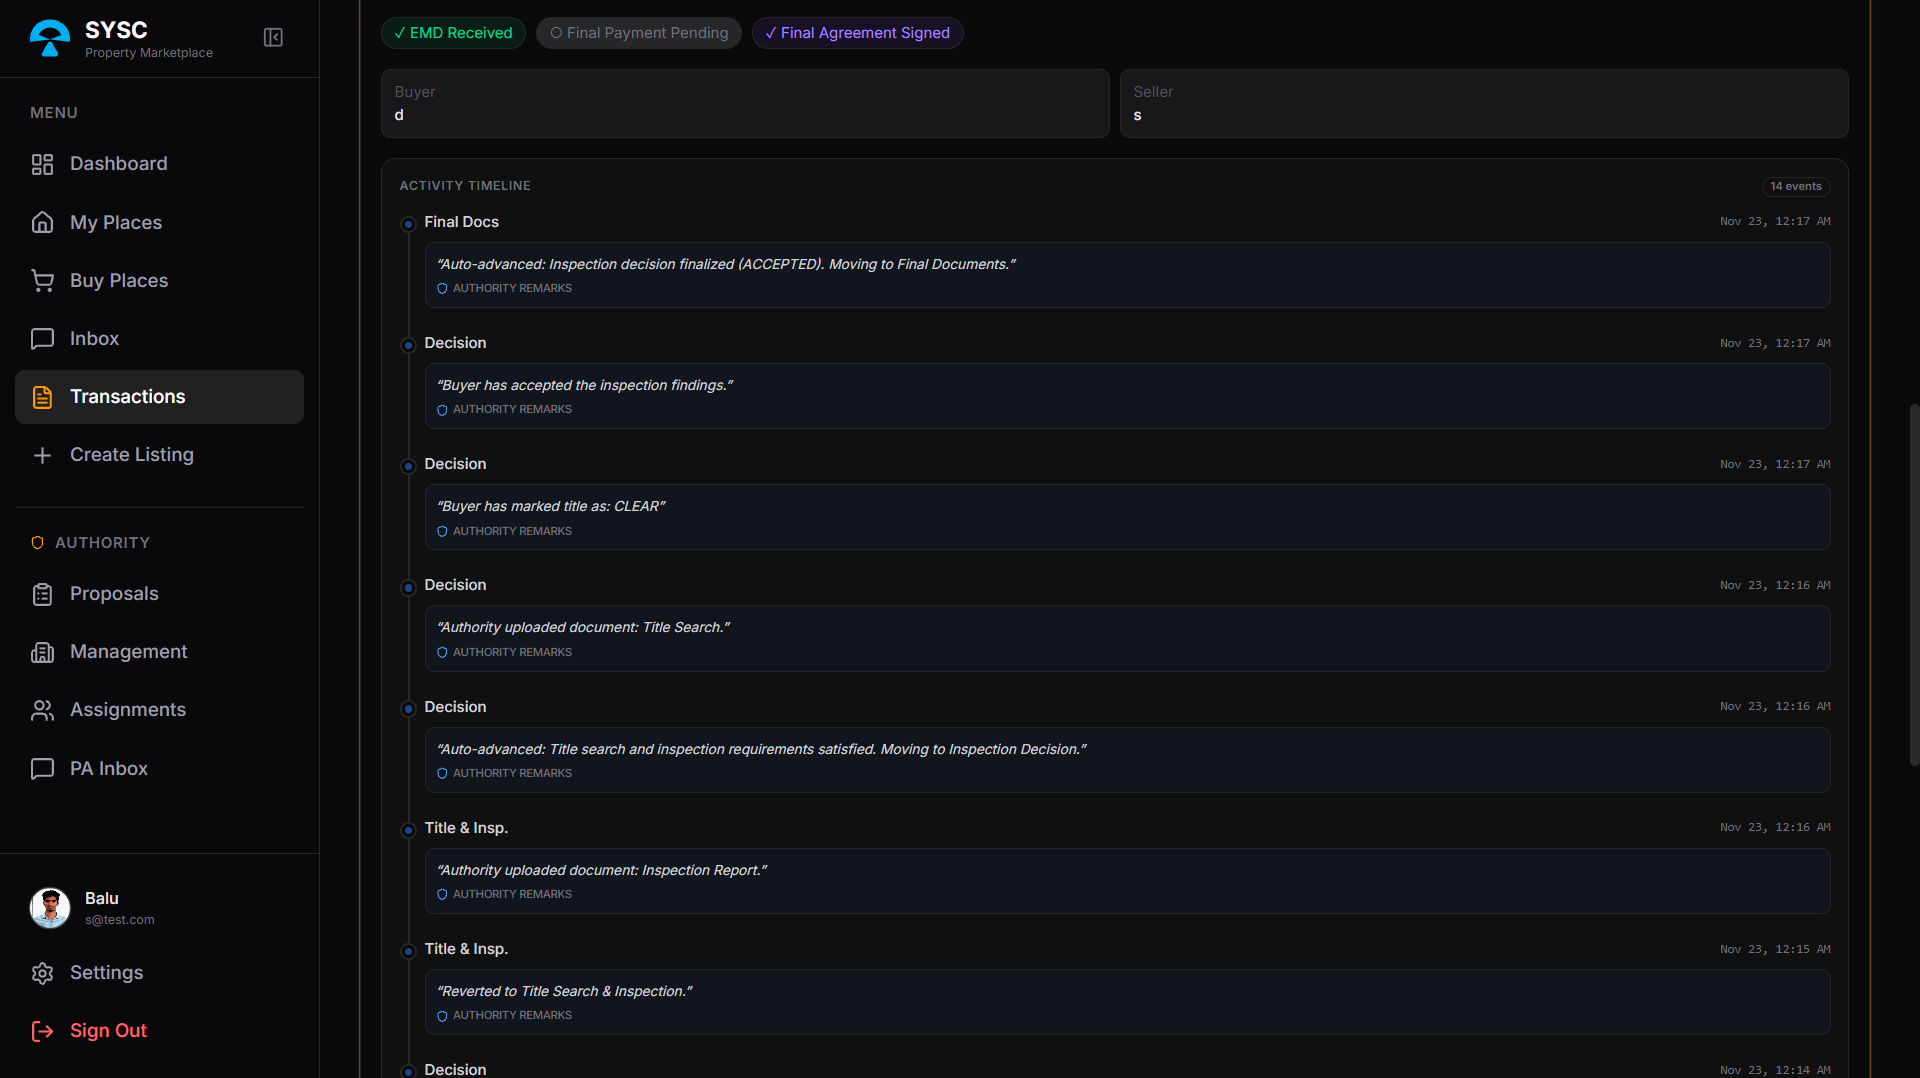 SYSC
Property Marketplace
MENU
Dashboard
My Places
Buy Places
Inbox
Transactions
Create Listing
AUTHORITY
Proposals
Management
Assignments
PA Inbox
Balu
s@test.com
Settings
Sign Out
✓ EMD Received
Final Payment Pending
✓ Final Agreement Signed
Buyer
d
Seller
s
ACTIVITY TIMELINE
14 events
Final Docs
Nov 23, 12:17 AM
“Auto-advanced: Inspection decision finalized (ACCEPTED). Moving to Final Documents.”
AUTHORITY REMARKS
Decision
Nov 23, 12:17 AM
“Buyer has accepted the inspection findings.”
AUTHORITY REMARKS
Decision
Nov 23, 12:17 AM
“Buyer has marked title as: CLEAR”
AUTHORITY REMARKS
Decision
Nov 23, 12:16 AM
“Authority uploaded document: Title Search.”
AUTHORITY REMARKS
Decision
Nov 23, 12:16 AM
“Auto-advanced: Title search and inspection requirements satisfied. Moving to Inspection Decision.”
AUTHORITY REMARKS
Title & Insp.
Nov 23, 12:16 AM
“Authority uploaded document: Inspection Report.”
AUTHORITY REMARKS
Title & Insp.
Nov 23, 12:15 AM
“Reverted to Title Search & Inspection.”
AUTHORITY REMARKS
Decision
Nov 23, 12:14 AM